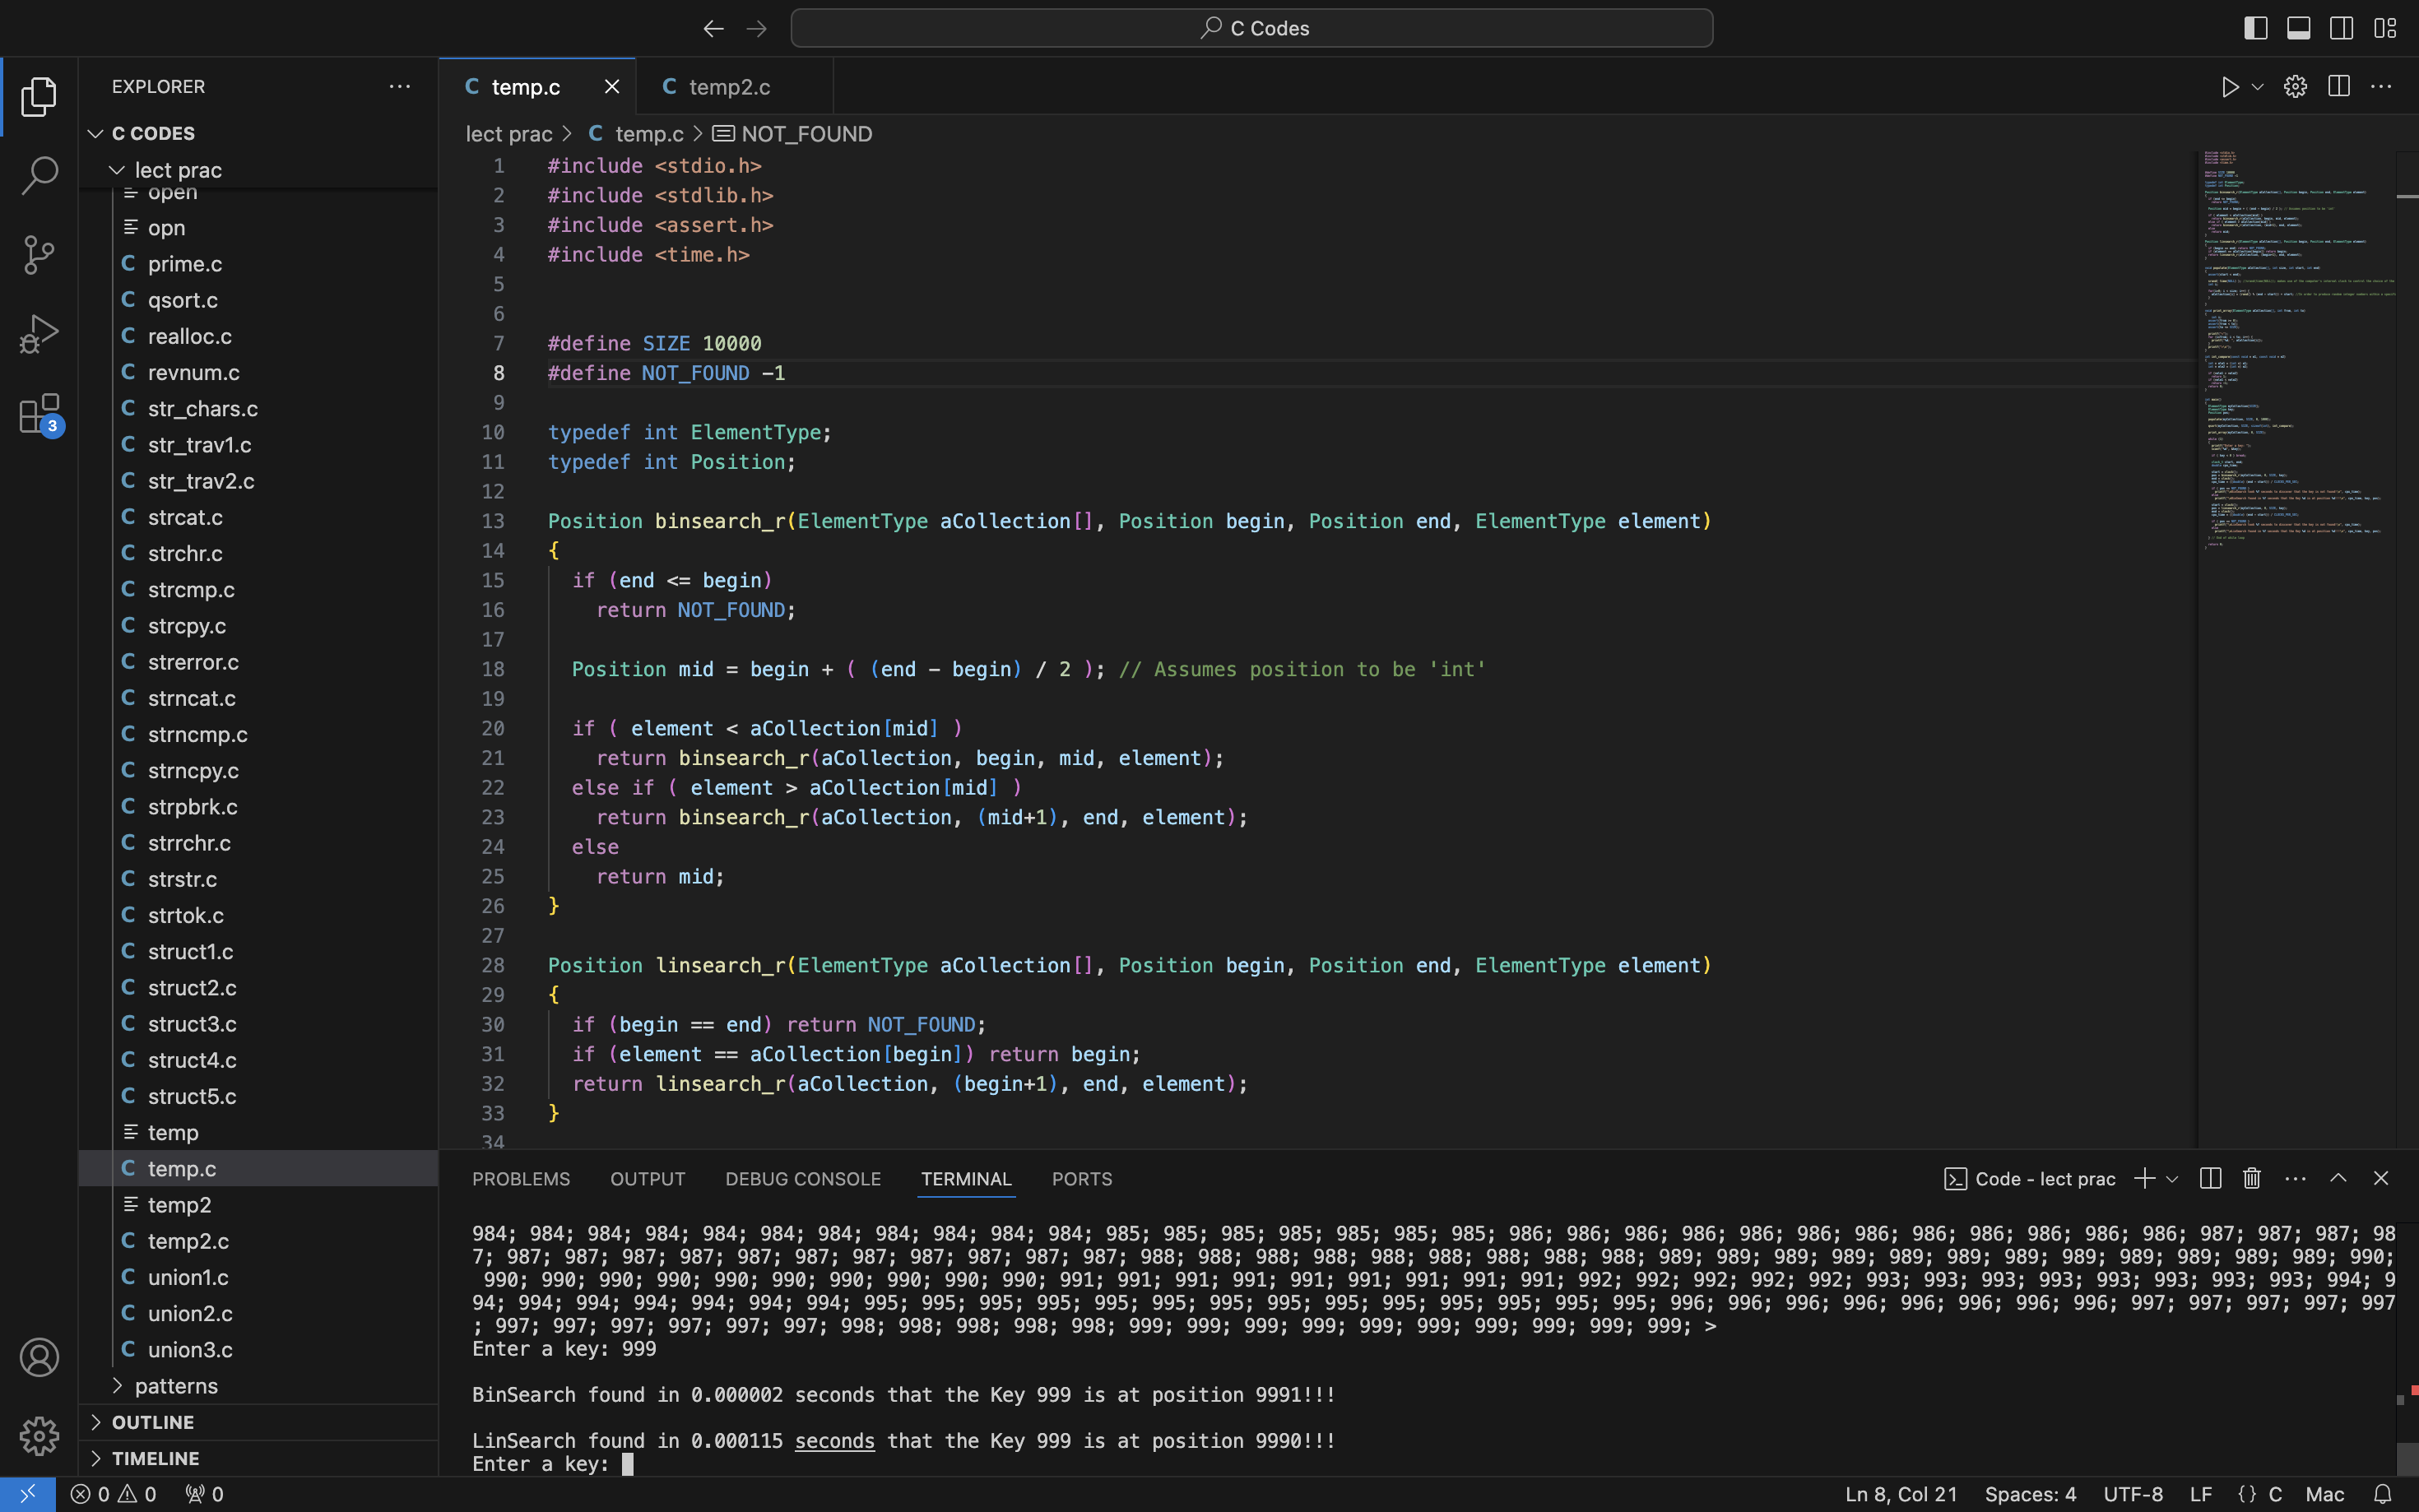 C Codes
EXPLORER
C CODES
lect prac
open
opn
C prime.c
C qsort.c
C realloc.c
C revnum.c
C str_chars.c
C str_trav1.c
C str_trav2.c
C strcat.c
C strchr.c
C strcmp.c
C strcpy.c
C strerror.c
C strncat.c
C strncmp.c
C strncpy.c
C strpbrk.c
C strrchr.c
C strstr.c
C strtok.c
C struct1.c
C struct2.c
C struct3.c
C struct4.c
C struct5.c
temp
C temp.c
temp2
C temp2.c
C union1.c
C union2.c
C union3.c
patterns
OUTLINE
TIMELINE
3
C temp.c
C temp2.c
lect prac > C temp.c > NOT_FOUND
1 #include <stdio.h>
2 #include <stdlib.h>
3 #include <assert.h>
4 #include <time.h>
5
6
7 #define SIZE 10000
8 #define NOT_FOUND -1
9
10 typedef int ElementType;
11 typedef int Position;
12
13 Position binsearch_r(ElementType aCollection[], Position begin, Position end, ElementType element)
14 {
15 if (end <= begin)
16 return NOT_FOUND;
17
18 Position mid = begin + ( (end - begin) / 2 ); // Assumes position to be 'int'
19
20 if ( element < aCollection[mid] )
21 return binsearch_r(aCollection, begin, mid, element);
22 else if ( element > aCollection[mid] )
23 return binsearch_r(aCollection, (mid+1), end, element);
24 else
25 return mid;
26 }
27
28 Position linsearch_r(ElementType aCollection[], Position begin, Position end, ElementType element)
29 {
30 if (begin == end) return NOT_FOUND;
31 if (element == aCollection[begin]) return begin;
32 return linsearch_r(aCollection, (begin+1), end, element);
33 }
34
PROBLEMS OUTPUT DEBUG CONSOLE TERMINAL PORTS
Code - lect prac
984; 984; 984; 984; 984; 984; 984; 984; 984; 984; 984; 985; 985; 985; 985; 985; 985; 985; 986; 986; 986; 986; 986; 986; 986; 986; 986; 986; 986; 986; 987; 987; 987; 98
7; 987; 987; 987; 987; 987; 987; 987; 987; 987; 987; 987; 988; 988; 988; 988; 988; 988; 988; 988; 988; 989; 989; 989; 989; 989; 989; 989; 989; 989; 989; 989; 989; 990;
990; 990; 990; 990; 990; 990; 990; 990; 990; 990; 991; 991; 991; 991; 991; 991; 991; 991; 991; 992; 992; 992; 992; 992; 993; 993; 993; 993; 993; 993; 993; 993; 994; 9
94; 994; 994; 994; 994; 994; 994; 995; 995; 995; 995; 995; 995; 995; 995; 995; 995; 995; 995; 995; 995; 996; 996; 996; 996; 996; 996; 996; 996; 997; 997; 997; 997; 997
; 997; 997; 997; 997; 997; 997; 998; 998; 998; 998; 998; 999; 999; 999; 999; 999; 999; 999; 999; 999; 999; >
Enter a key: 999
BinSearch found in 0.000002 seconds that the Key 999 is at position 9991!!!
LinSearch found in 0.000115 seconds that the Key 999 is at position 9990!!!
Enter a key:
0 0 0
Ln 8, Col 21 Spaces: 4 UTF-8 LF {} C Mac